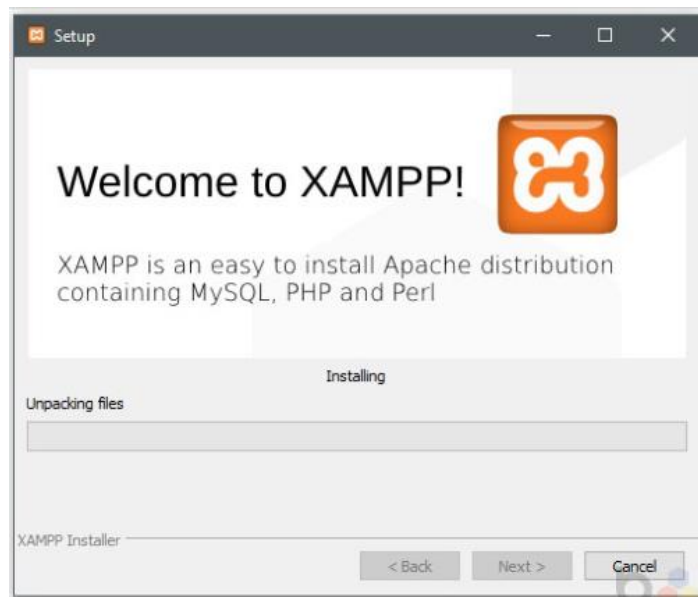 Setup
Welcome to XAMPP!
XAMPP is an easy to install Apache distribution
containing MySQL, PHP and Perl
Installing
Unpacking files
XAMPP Installer
< Back
Next >
Cancel